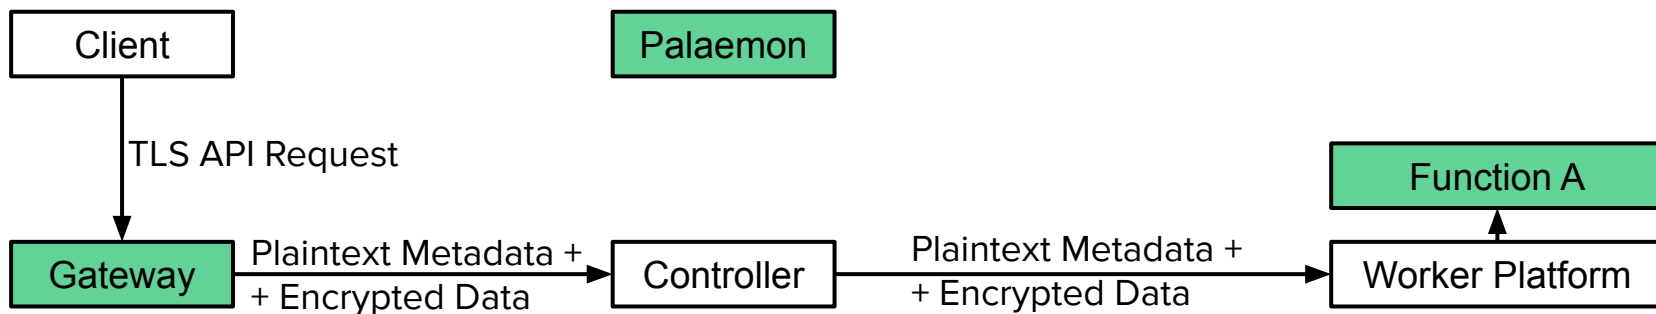 Client
Palaemon
TLS API Request
Function A
Gateway
Plaintext Metadata +
+ Encrypted Data
Controller
Plaintext Metadata +
+ Encrypted Data
Worker Platform